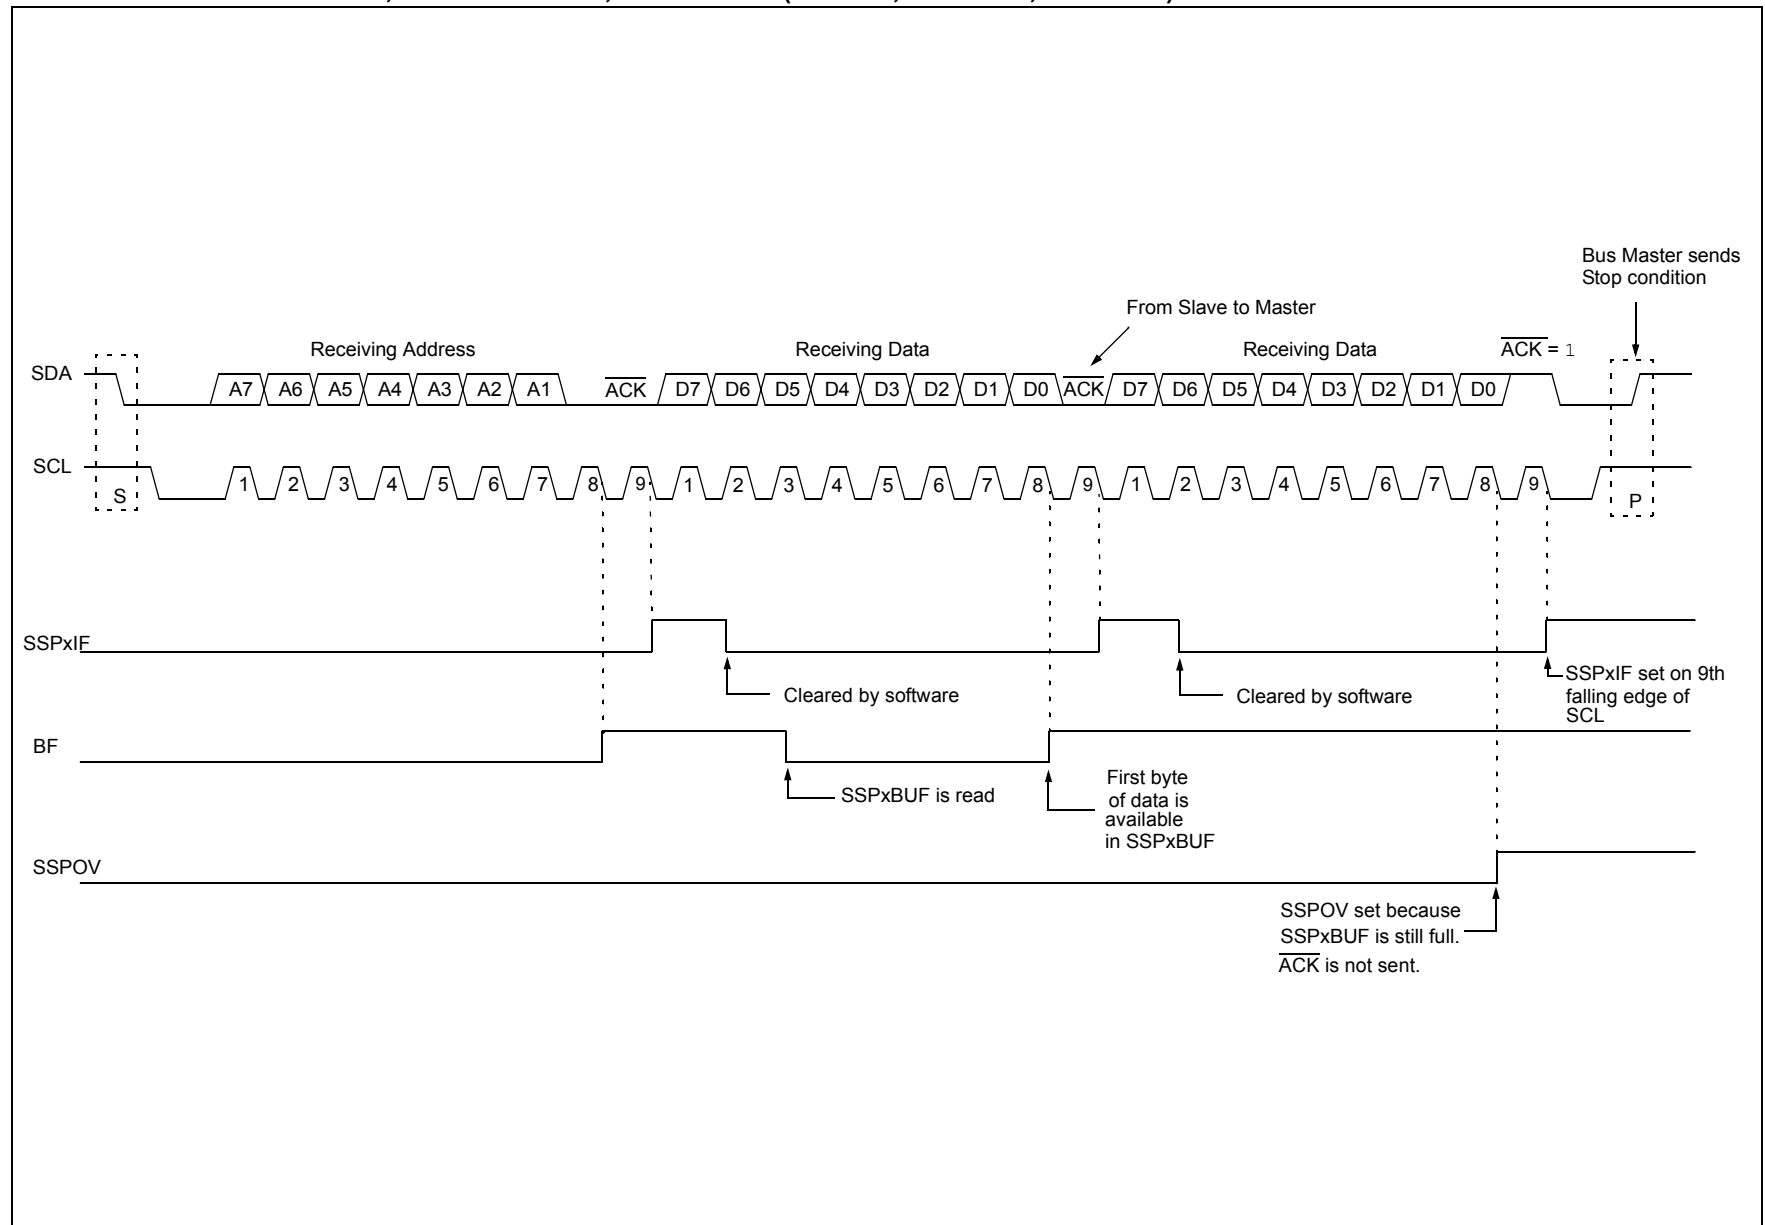 Bus Master sends
Stop condition
From Slave to Master
Receiving Address
Receiving Data
Receiving Data
ACK = 1
SDA
A7 A6 A5 A4 A3 A2 A1 ACK D7 D6 D5 D4 D3 D2 D1 D0 ACK D7 D6 D5 D4 D3 D2 D1 D0
SCL
S
1 2 3 4 5 6 7 8 9 1 2 3 4 5 6 7 8 9 1 2 3 4 5 6 7 8 9
P
SSPxIF
Cleared by software
Cleared by software
SSPxIF set on 9th
falling edge of
SCL
BF
SSPxBUF is read
First byte
of data is
available
in SSPxBUF
SSPOV
SSPOV set because
SSPxBUF is still full.
ACK is not sent.